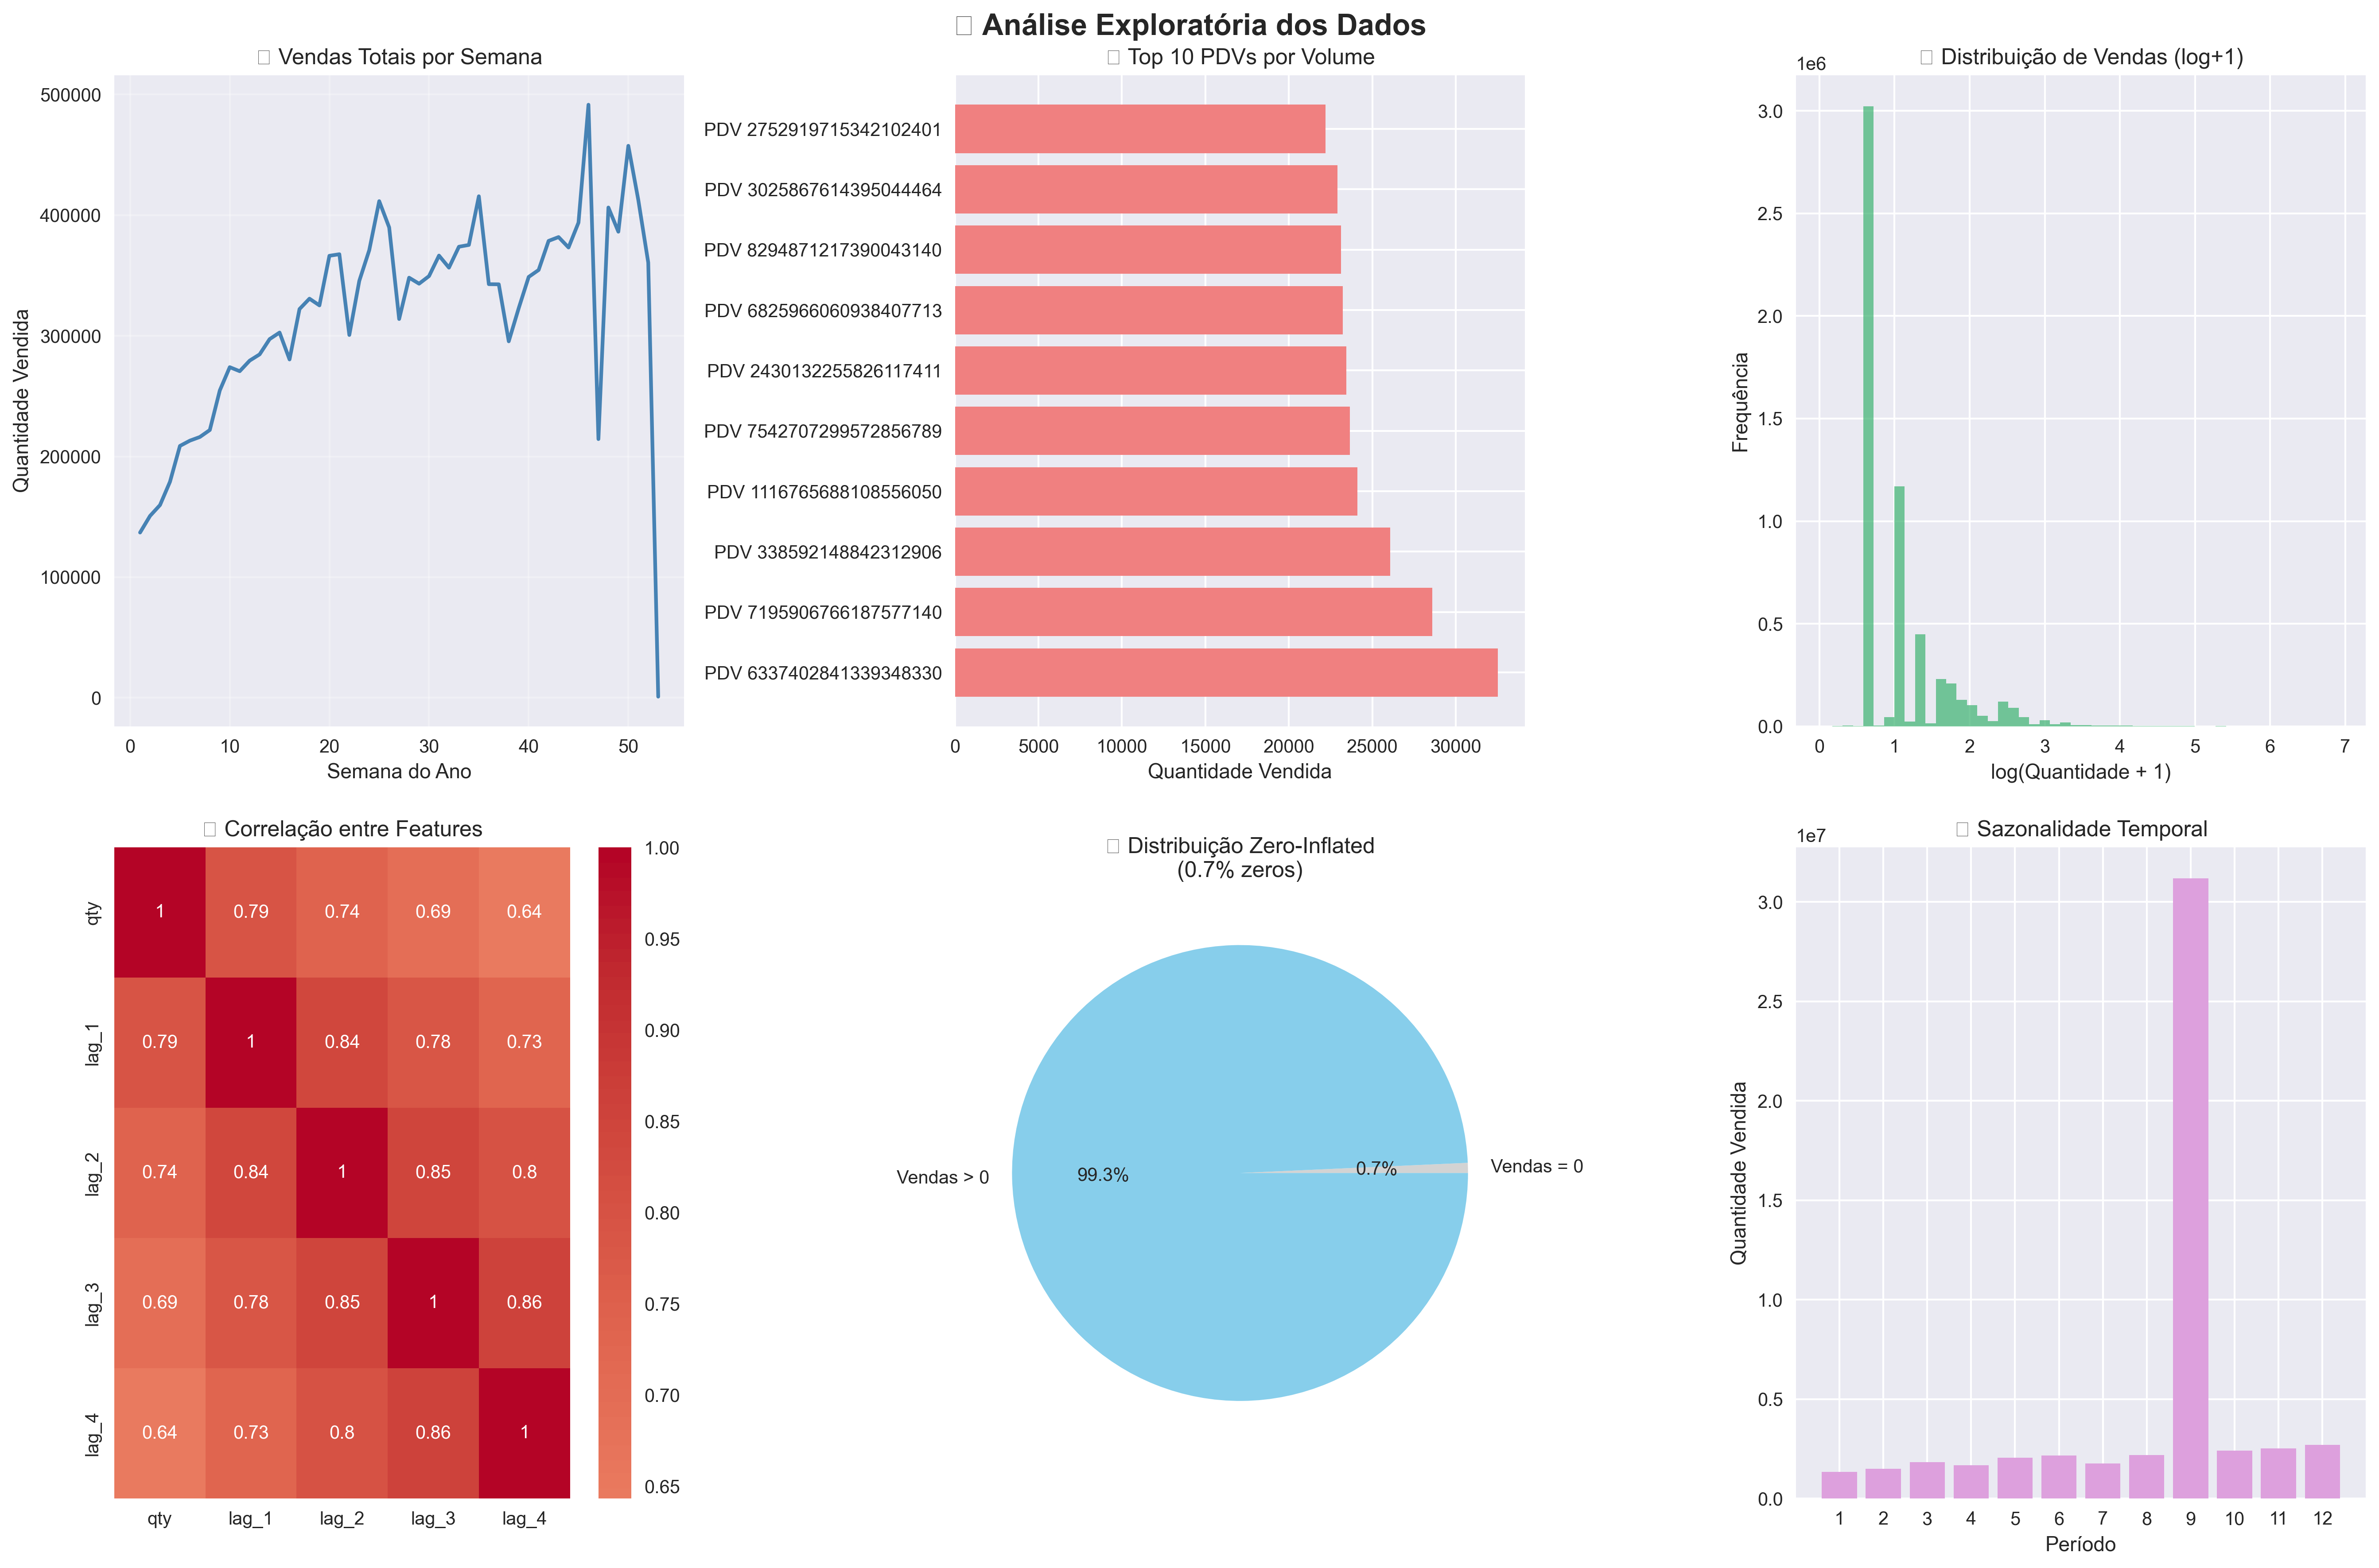 Análise Exploratória dos Dados
Vendas Totais por Semana
Quantidade Vendida
500000
400000
300000
200000
100000
0
0 10 20 30 40 50
Semana do Ano
Top 10 PDVs por Volume
PDV 2752919715342102401
PDV 3025867614395044464
PDV 8294871217390043140
PDV 6825966060938407713
PDV 2430132255826117411
PDV 7542707299572856789
PDV 1116765688108556050
PDV 338592148842312906
PDV 7195906766187577140
PDV 6337402841339348330
0 5000 10000 15000 20000 25000 30000
Quantidade Vendida
Distribuição de Vendas (log+1)
1e6
Frequência
3.0
2.5
2.0
1.5
1.0
0.5
0.0
0 1 2 3 4 5 6 7
log(Quantidade + 1)
Correlação entre Features
qty 1 0.79 0.74 0.69 0.64
lag_1 0.79 1 0.84 0.78 0.73
lag_2 0.74 0.84 1 0.85 0.8
lag_3 0.69 0.78 0.85 1 0.86
lag_4 0.64 0.73 0.8 0.86 1
qty lag_1 lag_2 lag_3 lag_4
1.00
0.95
0.90
0.85
0.80
0.75
0.70
0.65
Distribuição Zero-Inflated
(0.7% zeros)
Vendas > 0
99.3%
0.7%
Vendas = 0
Sazonalidade Temporal
1e7
Quantidade Vendida
3.0
2.5
2.0
1.5
1.0
0.5
0.0
1 2 3 4 5 6 7 8 9 10 11 12
Período